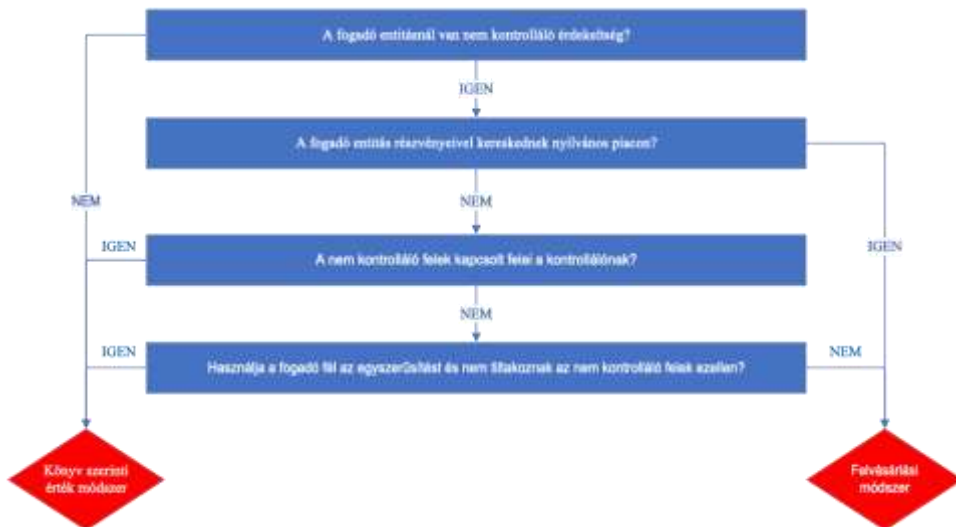 A fogadó entitásnál van nem kontrolláló érdekeltség?
IGEN
A fogadó entitás részvényeivel kereskednek nyilvános piacon?
NEM
NEM
IGEN
IGEN
A nem kontrolláló felek kapcsolt felei a kontrollálónak?
NEM
IGEN
NEM
Használja a fogadó fél az egyszerűsítést és nem tiltakoznak az nem kontrolláló felek ezellen?
Könyv szerinti
érték módszer
Felvásárlási
módszer